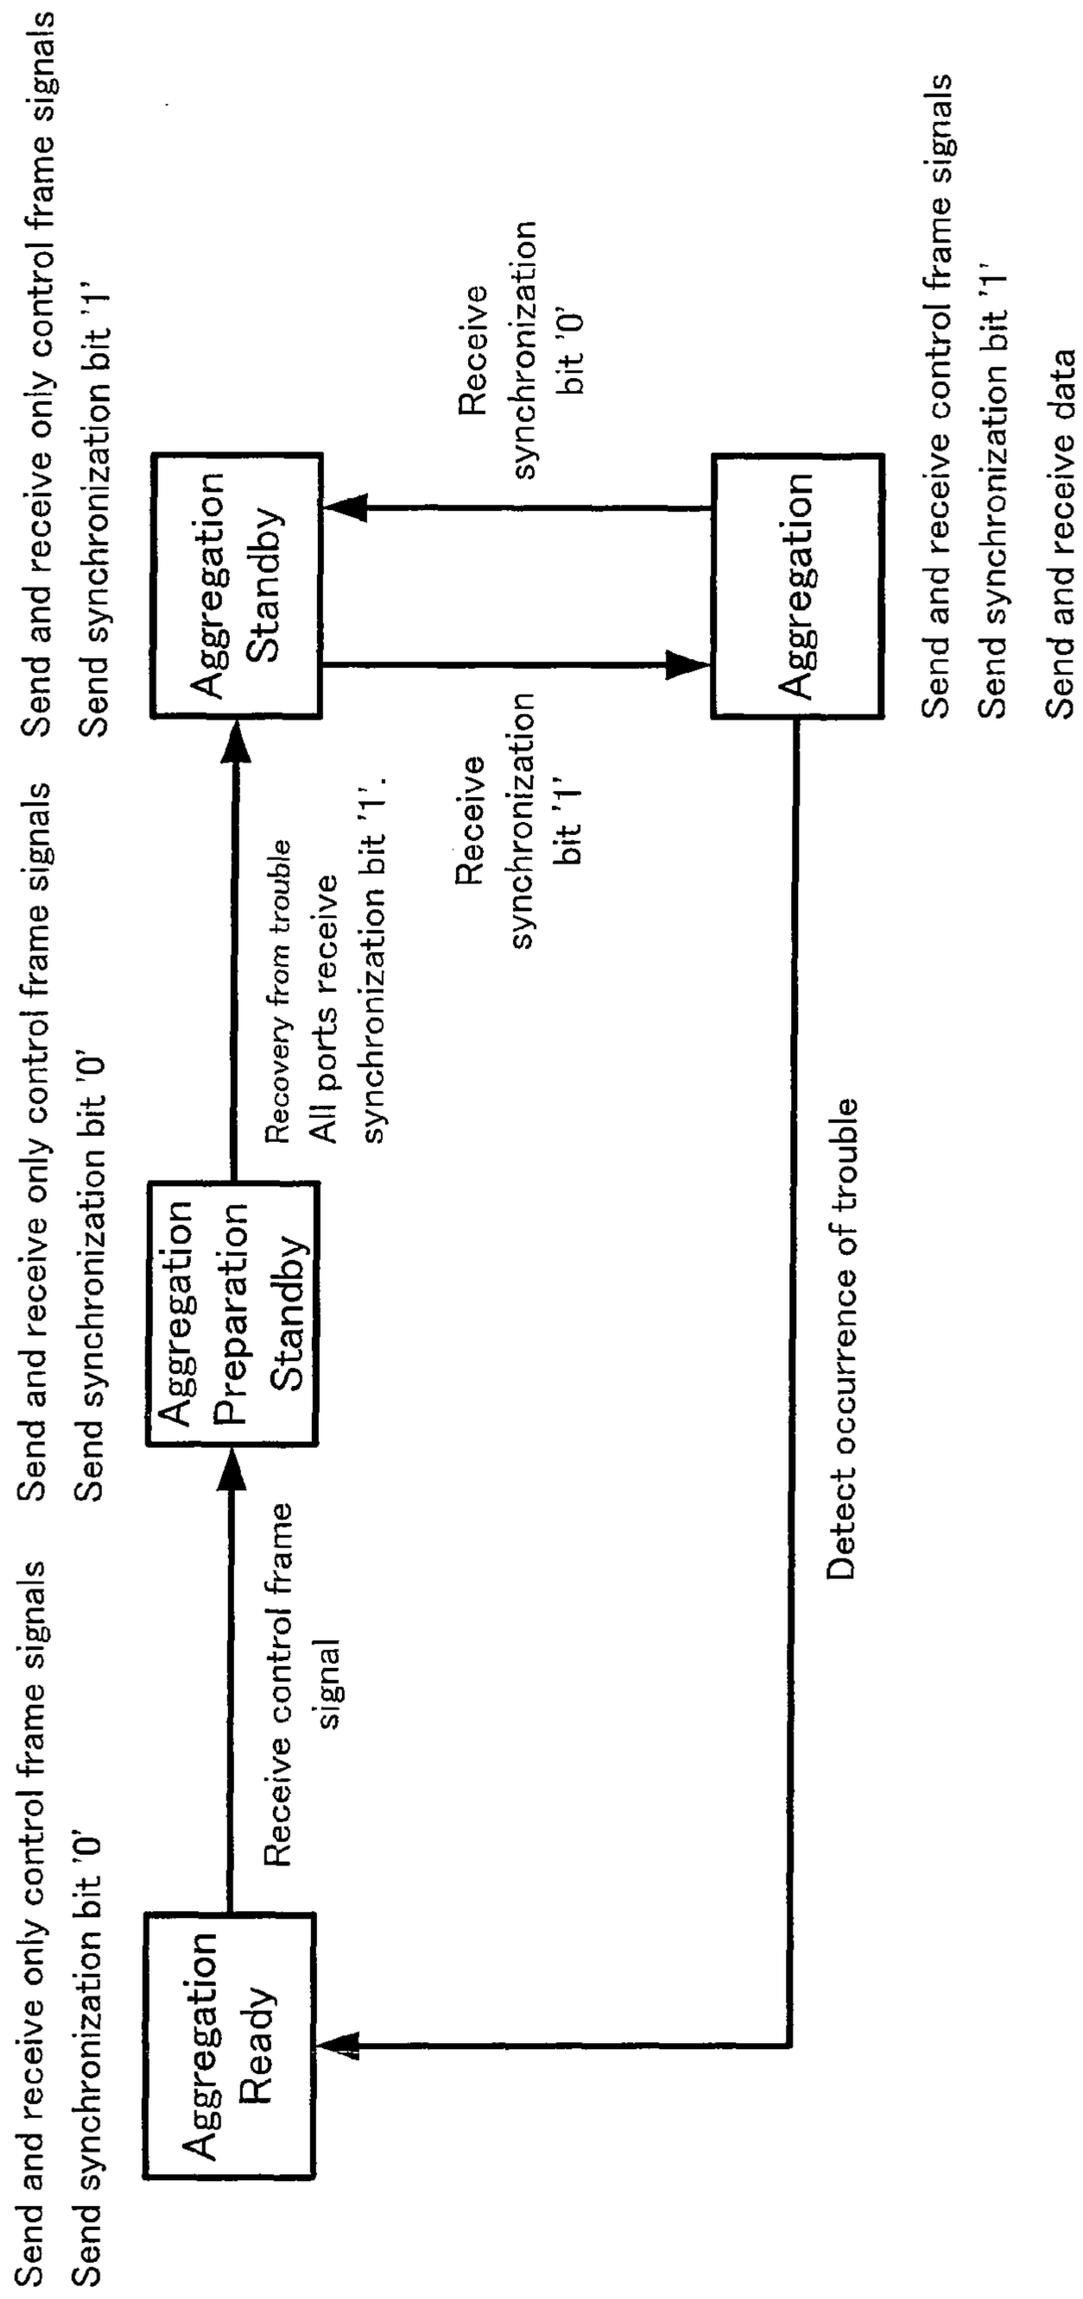 Send and receive only control frame signals
Send synchronization bit '0'
Aggregation
Ready
Receive control frame
signal
Send and receive only control frame signals
Send synchronization bit '0'
Aggregation
Preparation
Standby
Recovery from trouble
All ports receive
synchronization bit '1'.
Send and receive only control frame signals
Send synchronization bit '1'
Aggregation
Standby
Receive
synchronization
bit '1'
Receive
synchronization
bit '0'
Aggregation
Send and receive control frame signals
Send synchronization bit '1'
Send and receive data
Detect occurrence of trouble